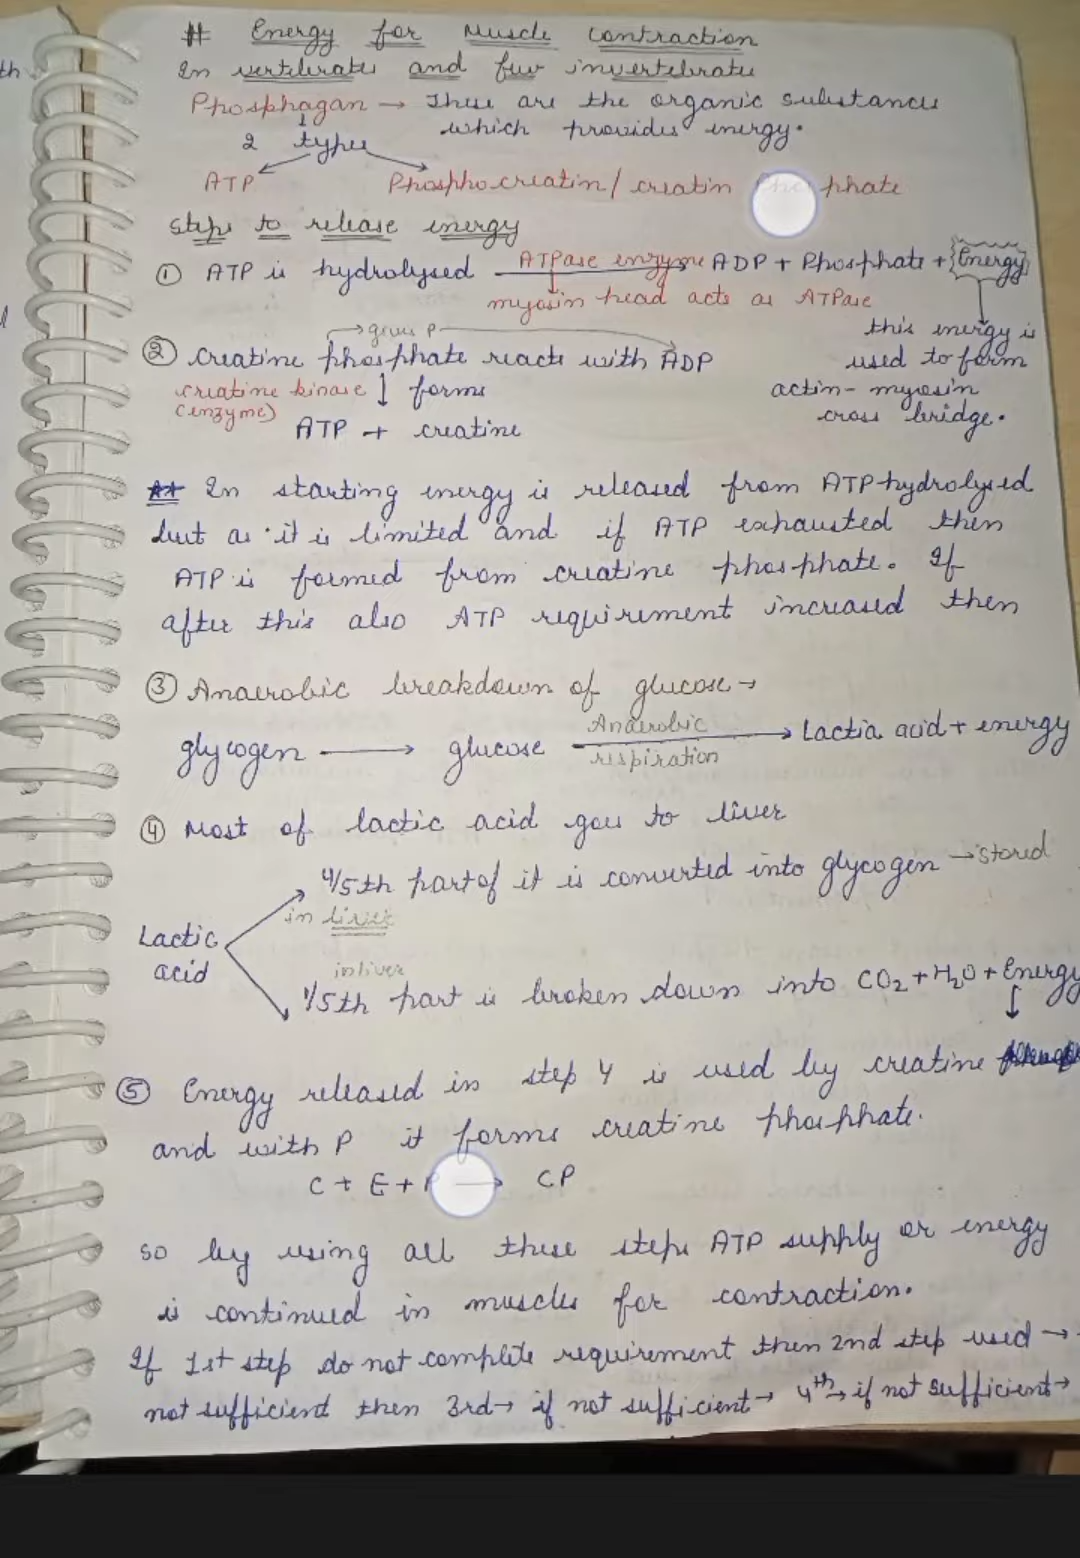 # Energy for Muscle contraction
In vertebrates and few invertebrates
Phosphagan → These are the organic substances
which provides energy.
2 types
ATP Phosphocreatin / creatin phate
Steps to release energy
① ATP is hydrolysed ATPase enzyme ADP + Phosphate + Energy
myosin head acts as ATPase
this energy is
used to form
actin-myosin
cross bridge.
→ gives P
② Creatine phosphate reacts with ADP
creatine kinase ↓ forms
(enzyme)
ATP + creatine
** In starting energy is released from ATP hydrolysed
but as it is limited and if ATP exhausted then
ATP is formed from creatine phosphate. If
after this also ATP requirement increased then
③ Anaerobic breakdown of glucose →
glycogen → glucose Anaerobic respiration → Lactia acid + energy
④ Most of lactic acid goes to liver
4/5th part of it is converted into glycogen → stored
in liver
Lactic
acid
in liver
1/5th part is broken down into CO₂ + H₂O + Energy
⑤ Energy released in step 4 is used by creatine
and with P it forms creatine phosphate.
C + E + → CP
so by using all these steps ATP supply or energy
is continued in muscles for contraction.
If 1st step do not complete requirement then 2nd step used →
not sufficient then 3rd → if not sufficient → 4th → if not sufficient →